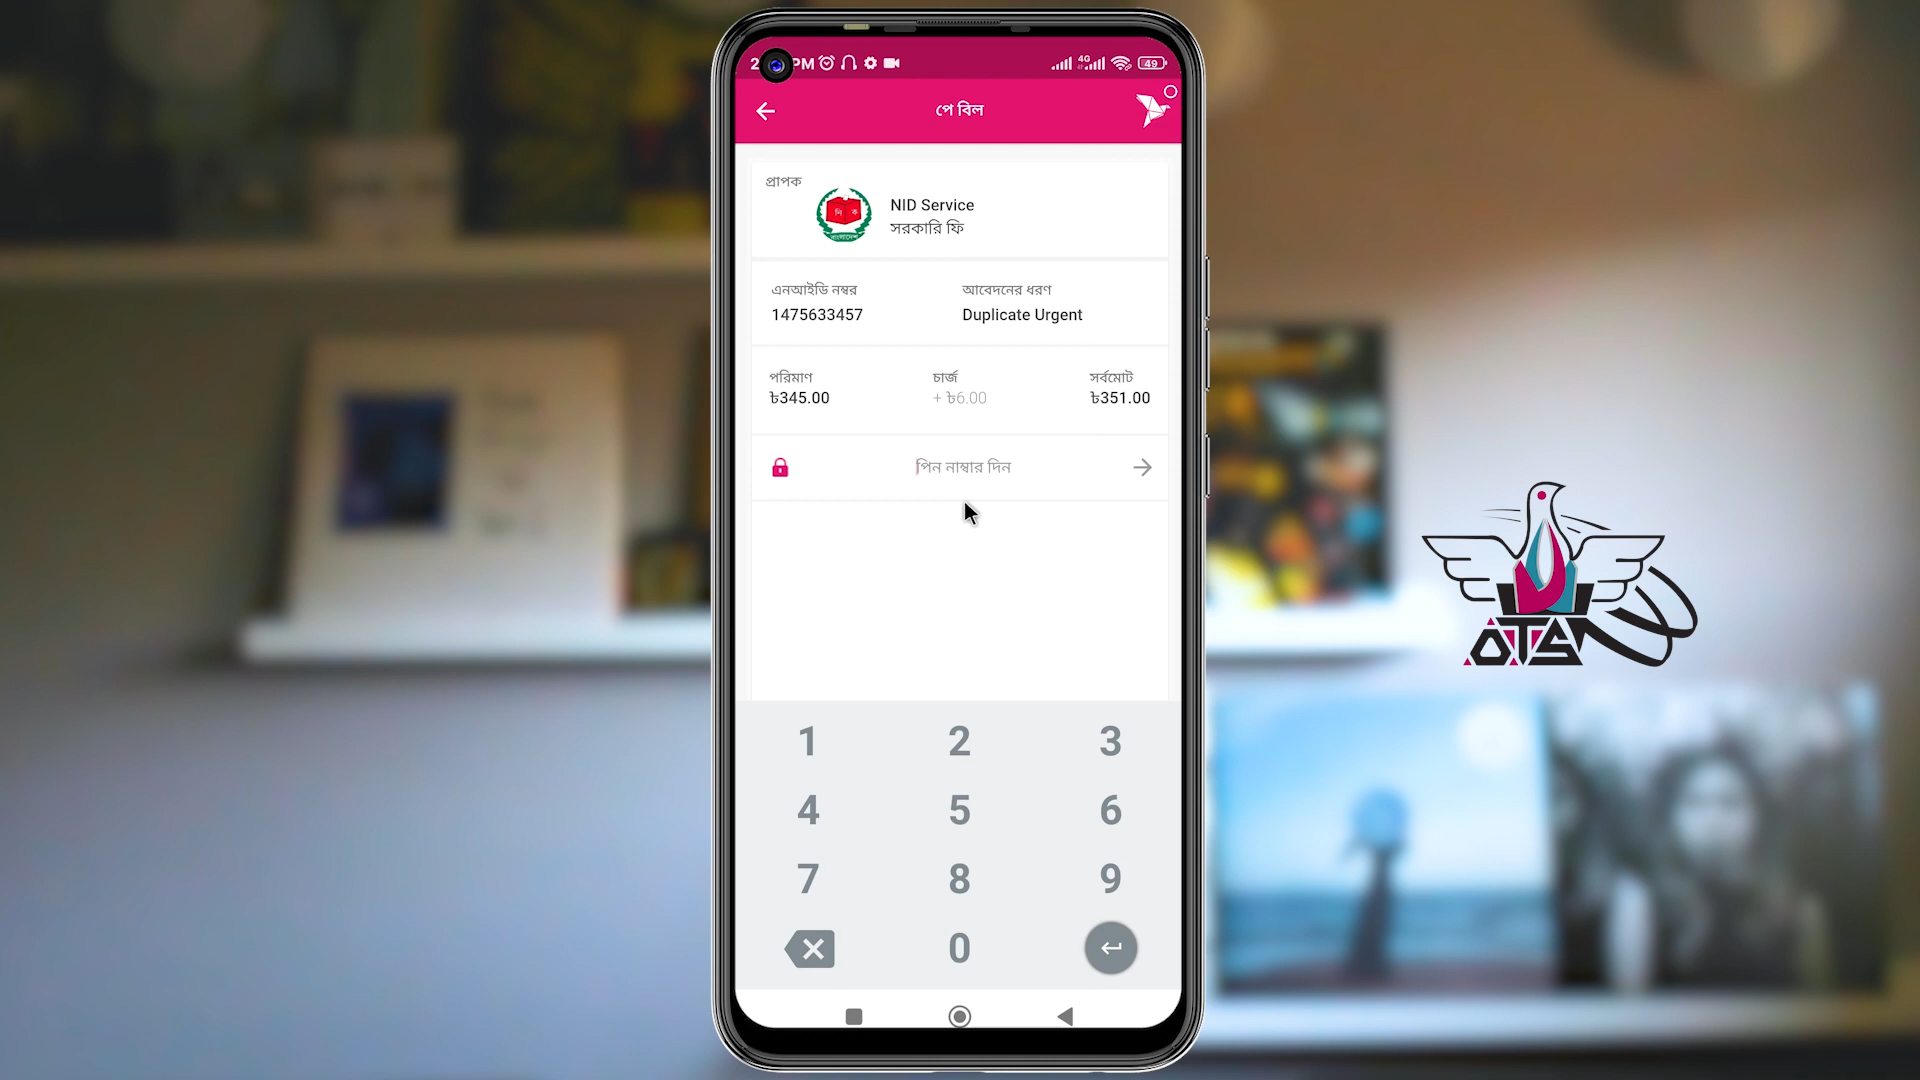 PM
4G
49
পে বিল
প্রাপক
নি ক
বাংলাদেশ
NID Service
সরকারি ফি
এনআইডি নম্বর
আবেদনের ধরণ
1475633457
Duplicate Urgent
পরিমাণ
চার্জ
সর্বমোট
৳345.00
+ ৳6.00
৳351.00
পিন নাম্বার দিন
1 2 3
4 5 6
7 8 9
0
OTS